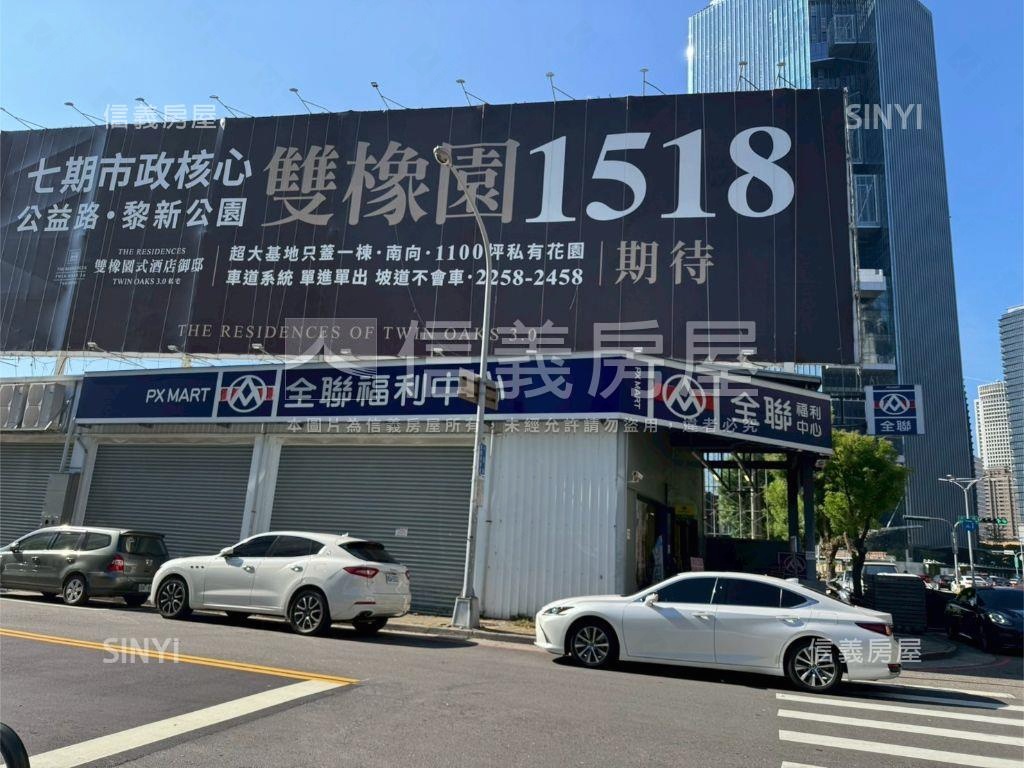 信義房屋
SINYI
七期市政核心
公益路·黎新公園
雙橡園1518
THE RESIDENCES
雙橡園式酒店御邸
TWIN OAKS 3.0
超大基地只蓋一棟·南向·1100坪私有花園
車道系統 單進單出 坡道不會車·2258-2458
期待
THE RESIDENCES OF TWIN OAKS 3.0
信義房屋
本圖片為信義房屋所有,未經允許請勿盜用,違者必究
PX MART
全聯福利中
PX MART
全聯
福利
中心
全聯
SINYI
信義房屋